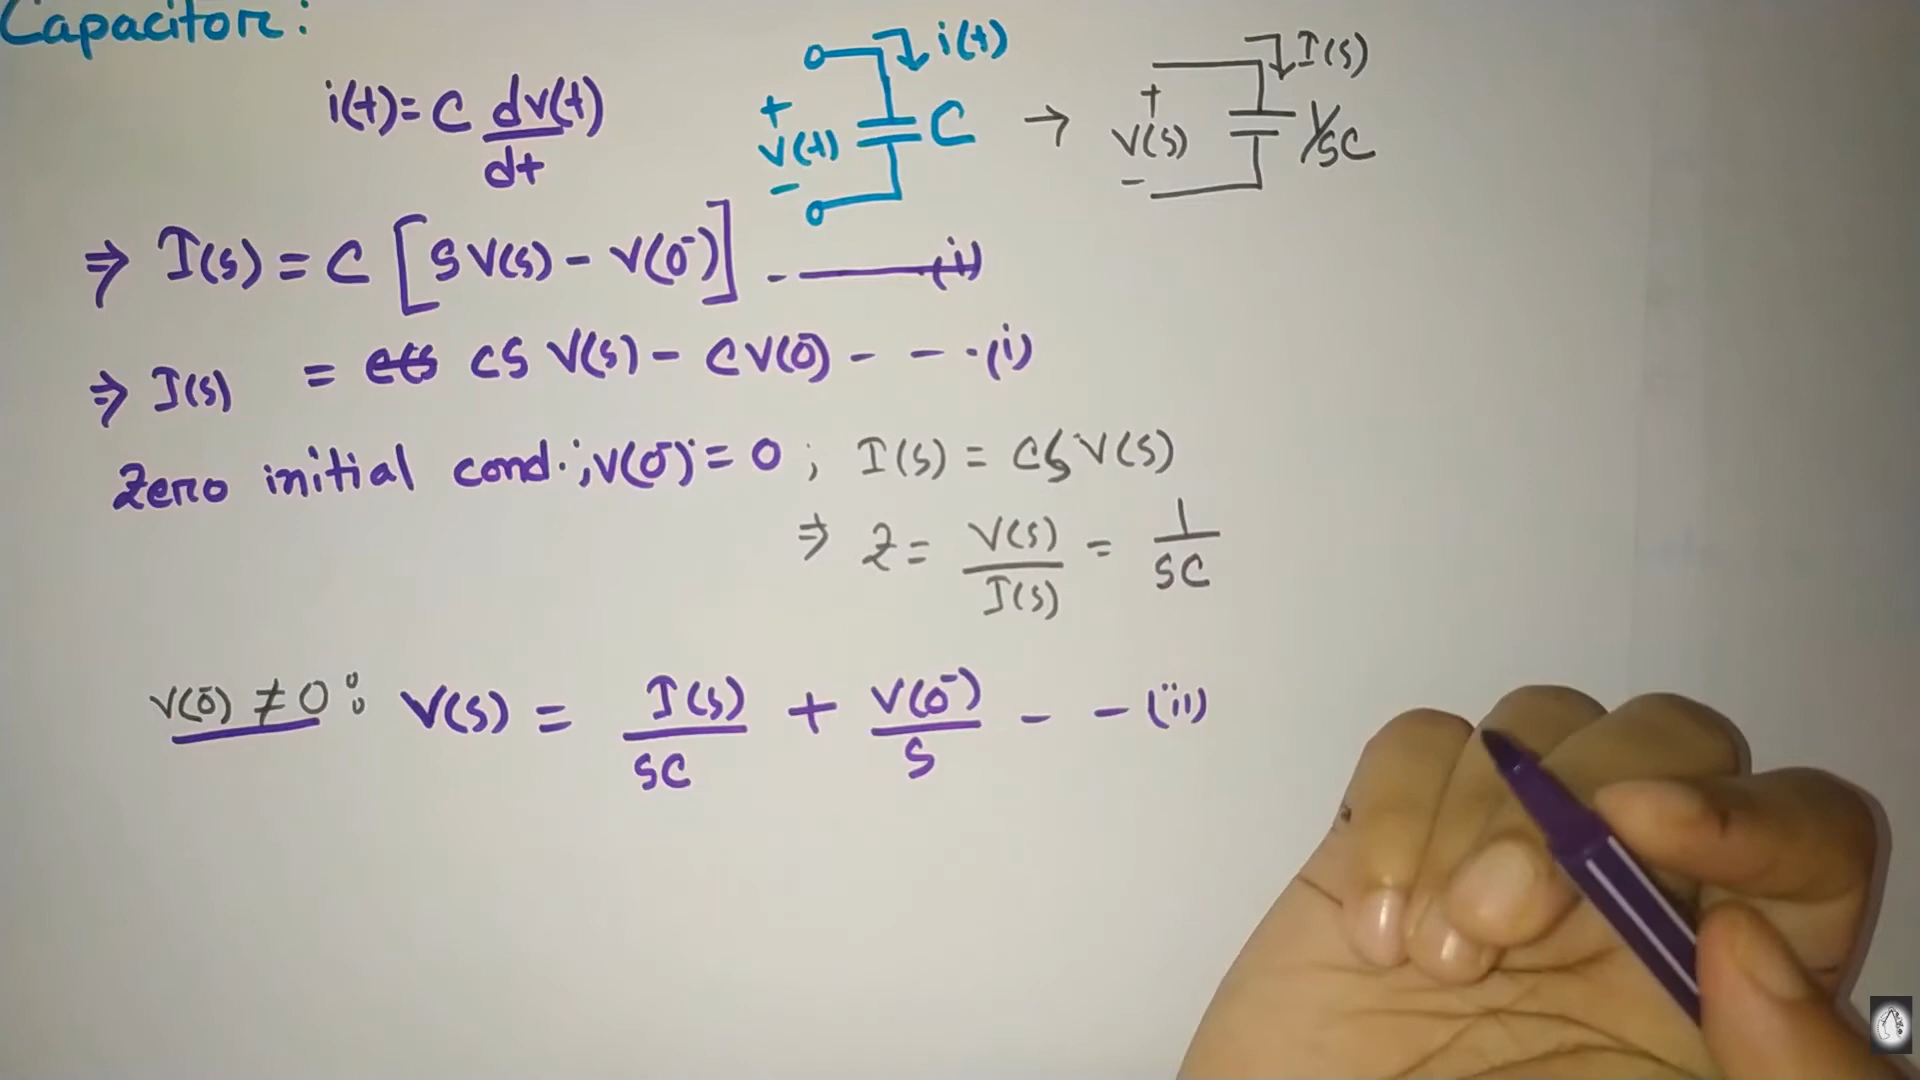 Capacitor:
i(t) = C dv(t)/dt
i(t)
+
v(t)
-
C
→
I(s)
+
V(s)
-
1/sC
⇒ I(s) = C [SV(s) - V(0⁻)] - —— (i)
⇒ I(s) = CS V(s) - CV(0⁻) - - - · (i)
Zero initial cond.; V(0⁻) = 0 ; I(s) = CS V(s)
⇒ Z = V(s)/I(s) = 1/SC
V(0⁻) ≠ 0 : V(s) = I(s)/SC + V(0⁻)/S - - (ii)